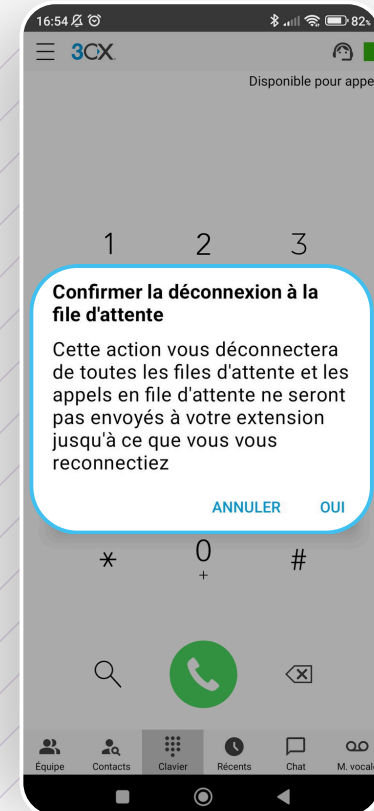 16:54 82%
3CX
Disponible pour appe
1 2 3
Confirmer la déconnexion à la
file d'attente
Cette action vous déconnectera
de toutes les files d'attente et les
appels en file d'attente ne seront
pas envoyés à votre extension
jusqu'à ce que vous vous
reconnectiez
ANNULER OUI
* 0 #
+
Équipe Contacts Clavier Récents Chat M. vocale